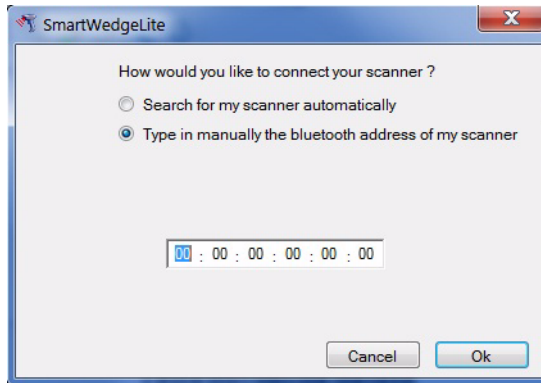 SmartWedgeLite
How would you like to connect your scanner ?
Search for my scanner automatically
Type in manually the bluetooth address of my scanner
00 : 00 : 00 : 00 : 00 : 00
Cancel Ok